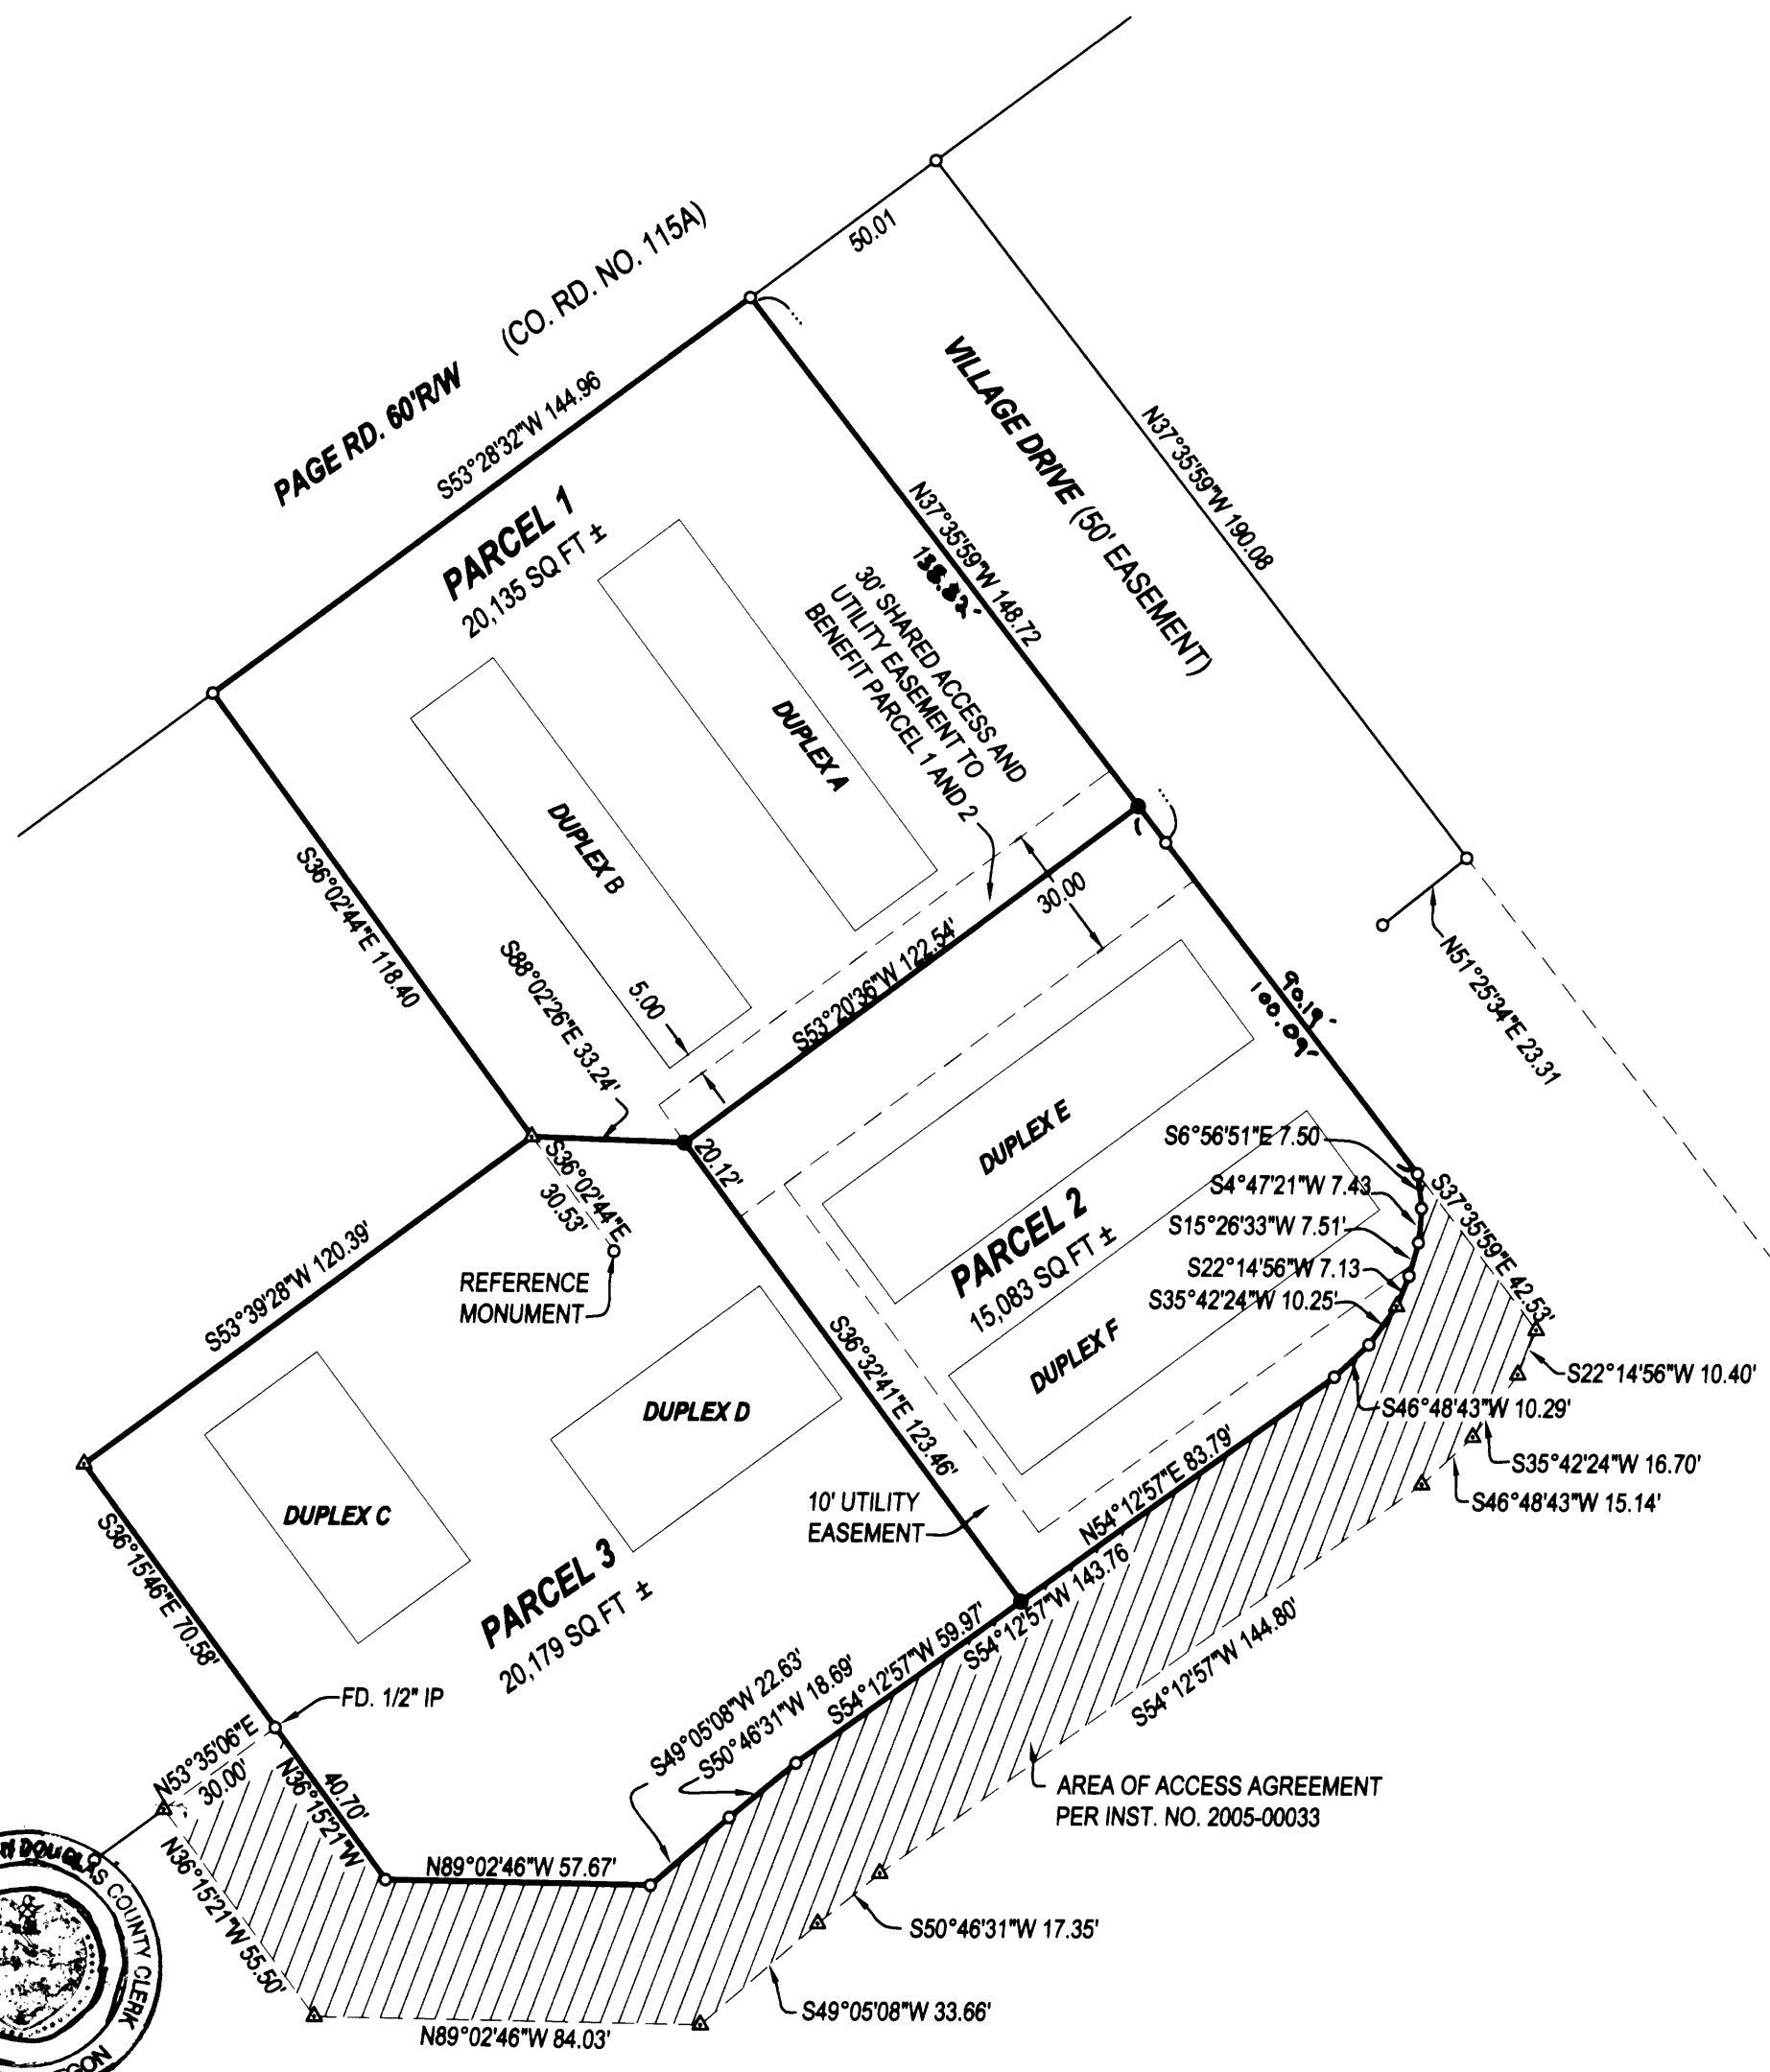 50.01
PAGE RD. 60'R/W (CO. RD. NO. 115A)
S53°28'32"W 144.96
VILLAGE DRIVE (50' EASEMENT)
N37°35'59"W 190.08
N37°35'59"W 148.72
138.82'
PARCEL 1
20,135 SQ FT ±
30' SHARED ACCESS AND
UTILITY EASEMENT TO
BENEFIT PARCEL 1 AND 2
DUPLEX A
DUPLEX B
S36°02'44"E 118.40
30.00
N51°25'34"E 23.31
S88°02'26"E 33.24'
5.00
S53°20'36"W 122.54'
90.19'
100.09'
20.12'
S36°02'44"E
30.53'
REFERENCE
MONUMENT
DUPLEX E
PARCEL 2
15,083 SQ FT ±
DUPLEX F
S6°56'51"E 7.50
S4°47'21"W 7.43
S15°26'33"W 7.51'
S22°14'56"W 7.13
S35°42'24"W 10.25'
S37°35'59"E 42.53'
S22°14'56"W 10.40'
S46°48'43"W 10.29'
S35°42'24"W 16.70'
S46°48'43"W 15.14'
S53°39'28"W 120.39'
S36°32'41"E 123.46'
DUPLEX D
DUPLEX C
10' UTILITY
EASEMENT
N54°12'57"E 83.79'
S54°12'57"W 143.76
S54°12'57"W 144.80'
S36°15'46"E 70.58'
PARCEL 3
20,179 SQ FT ±
S54°12'57"W 59.97'
S49°05'08"W 22.63'
S50°46'31"W 18.69'
FD. 1/2" IP
N53°35'06"E
30.00'
40.70'
N36°15'21"W
N36°15'21"W 55.50'
AREA OF ACCESS AGREEMENT
PER INST. NO. 2005-00033
N89°02'46"W 57.67'
S50°46'31"W 17.35'
S49°05'08"W 33.66'
N89°02'46"W 84.03'
DOUGLAS COUNTY CLERK